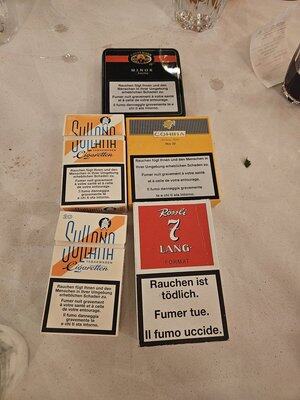 MINOR
Rauchen fügt Ihnen und den
Menschen in Ihrer Umgebung
erheblichen Schaden zu.
Fumer nuit gravement à votre santé
et à celle de votre entourage.
Il fumo danneggia
gravemente te
e chi ti sta intorno.
SULLANA
Cigaretten
Rauchen fügt Ihnen und den
Menschen in Ihrer Umgebung
erheblichen Schaden zu.
Fumer nuit gravement
à votre santé et à celle
de votre entourage.
Il fumo danneggia
gravemente te
e chi ti sta intorno.
COHIBA
Rauchen fügt Ihnen und den
Menschen in Ihrer Umgebung
erheblichen Schaden zu.
Fumer nuit gravement à votre santé
et à celle de votre entourage.
Il fumo danneggia
gravemente te
e chi ti sta intorno.
20
SULLANA
Cigaretten
Rauchen fügt Ihnen und den
Menschen in Ihrer Umgebung
erheblichen Schaden zu.
Fumer nuit gravement
à votre santé et à celle
de votre entourage.
Il fumo danneggia
gravemente te
e chi ti sta intorno.
Rössli
7
LANG-
FORMAT
Rauchen ist
tödlich.
Fumer tue.
Il fumo uccide.